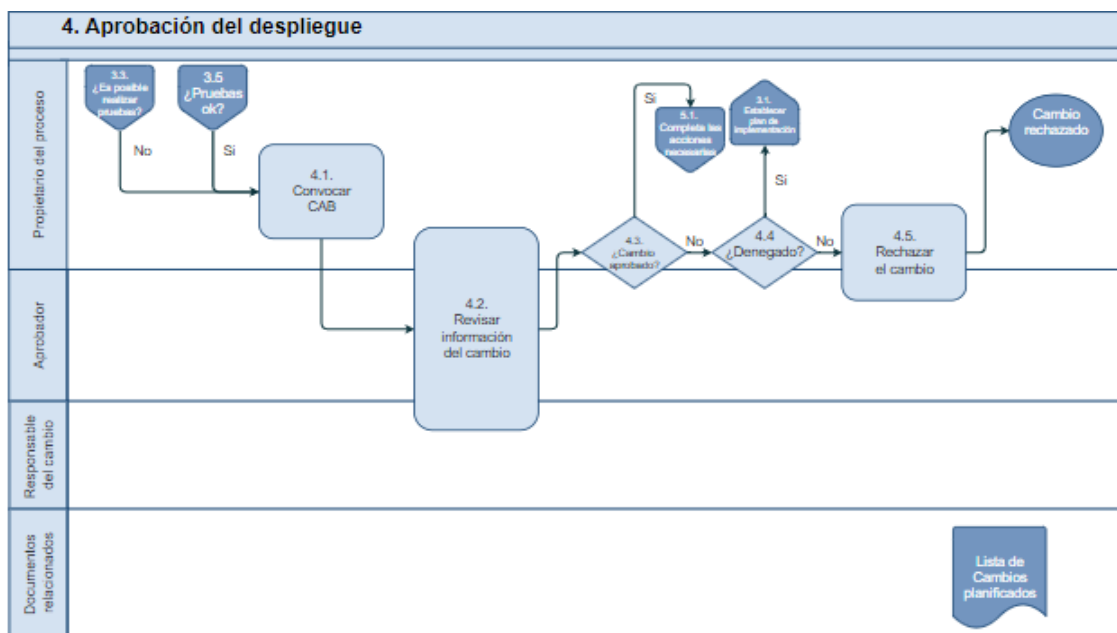 4. Aprobación del despliegue
Propietario del proceso
3.3.
¿Es posible
realizar
pruebas?
No
3.5
¿Pruebas
ok?
Si
4.1.
Convocar
CAB
4.2.
Revisar
información
del cambio
4.3.
¿Cambio
aprobado?
Si
5.1.
Completa las
acciones
necesarias
No
4.4
¿Denegado?
Si
3.1.
Establecer
plan de
implementación
No
4.5.
Rechazar
el cambio
Cambio
rechazado
Aprobador
Responsable
del cambio
Documentos
relacionados
Lista de
Cambios
planificados